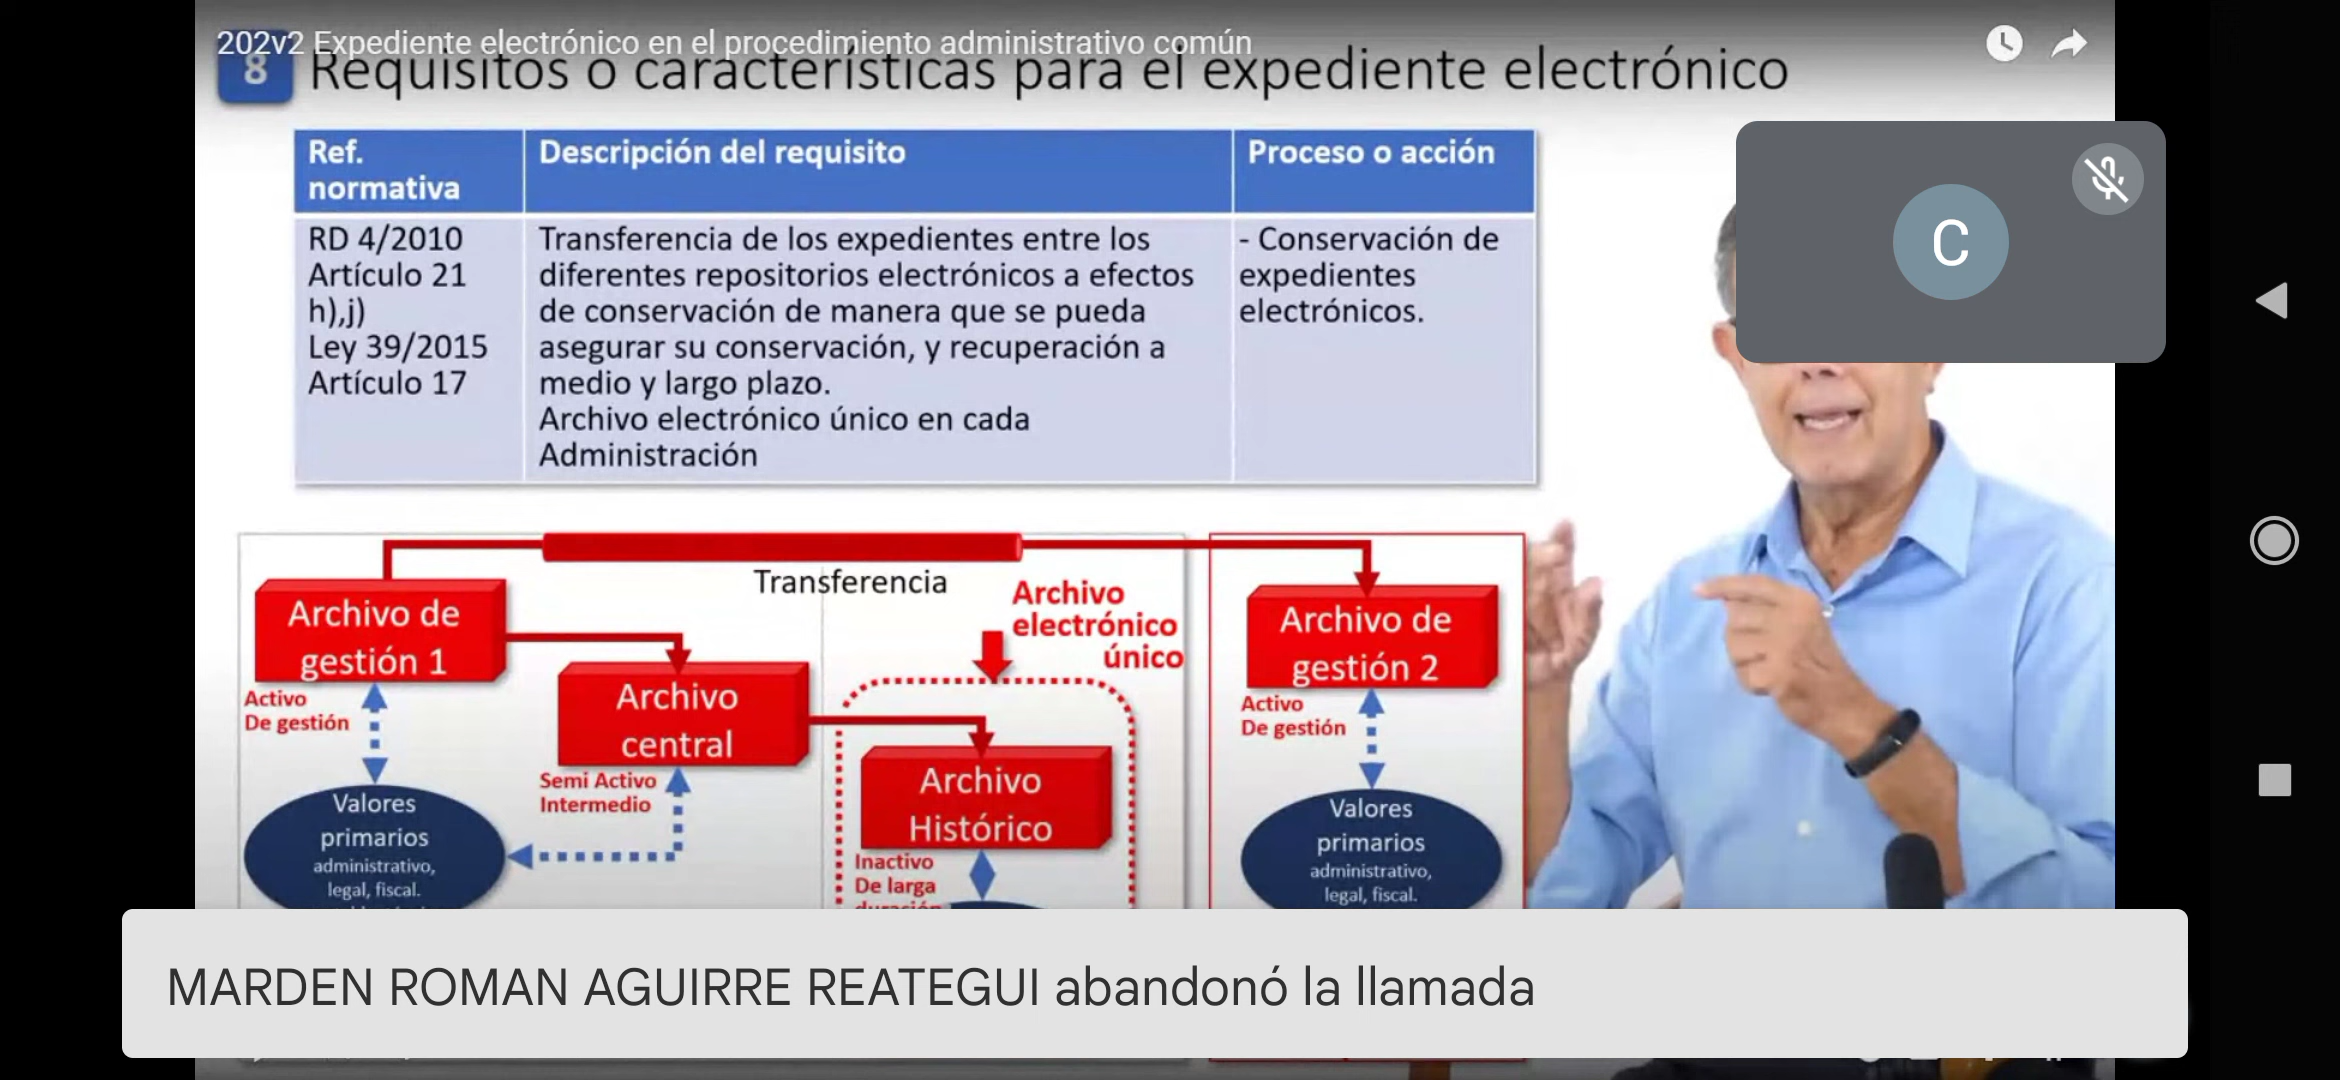 202v2 Expediente electrónico en el procedimiento administrativo común
8
Requisitos o características para el expediente electrónico
Ref.
normativa
Descripción del requisito
Proceso o acción
RD 4/2010
Artículo 21
h),j)
Ley 39/2015
Artículo 17
Transferencia de los expedientes entre los
diferentes repositorios electrónicos a efectos
de conservación de manera que se pueda
asegurar su conservación, y recuperación a
medio y largo plazo.
Archivo electrónico único en cada
Administración
- Conservación de
expedientes
electrónicos.
C
Transferencia
Archivo de
gestión 1
Activo
De gestión
Valores
primarios
administrativo,
legal, fiscal.
Archivo
central
Semi Activo
Intermedio
Archivo
electrónico
único
Archivo
Histórico
Inactivo
De larga
duración
Archivo de
gestión 2
Activo
De gestión
Valores
primarios
administrativo,
legal, fiscal.
MARDEN ROMAN AGUIRRE REATEGUI abandonó la llamada